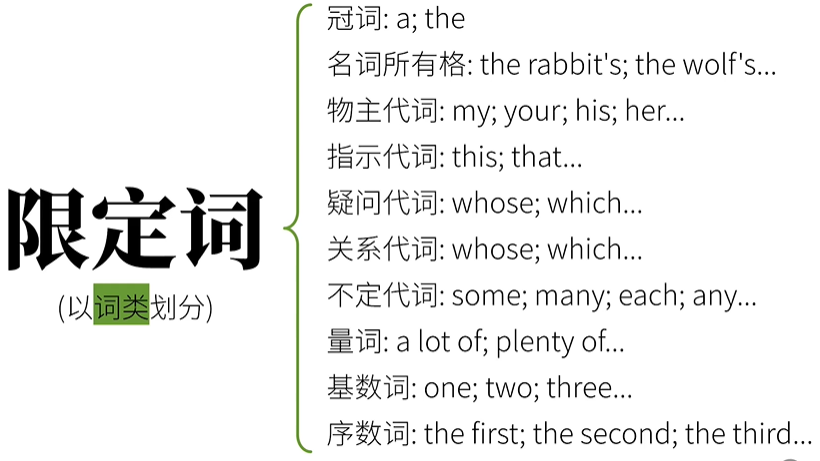 限定词
(以词类划分)
冠词: a; the
名词所有格: the rabbit's; the wolf's...
物主代词: my; your; his; her...
指示代词: this; that...
疑问代词: whose; which...
关系代词: whose; which...
不定代词: some; many; each; any...
量词: a lot of; plenty of...
基数词: one; two; three...
序数词: the first; the second; the third...